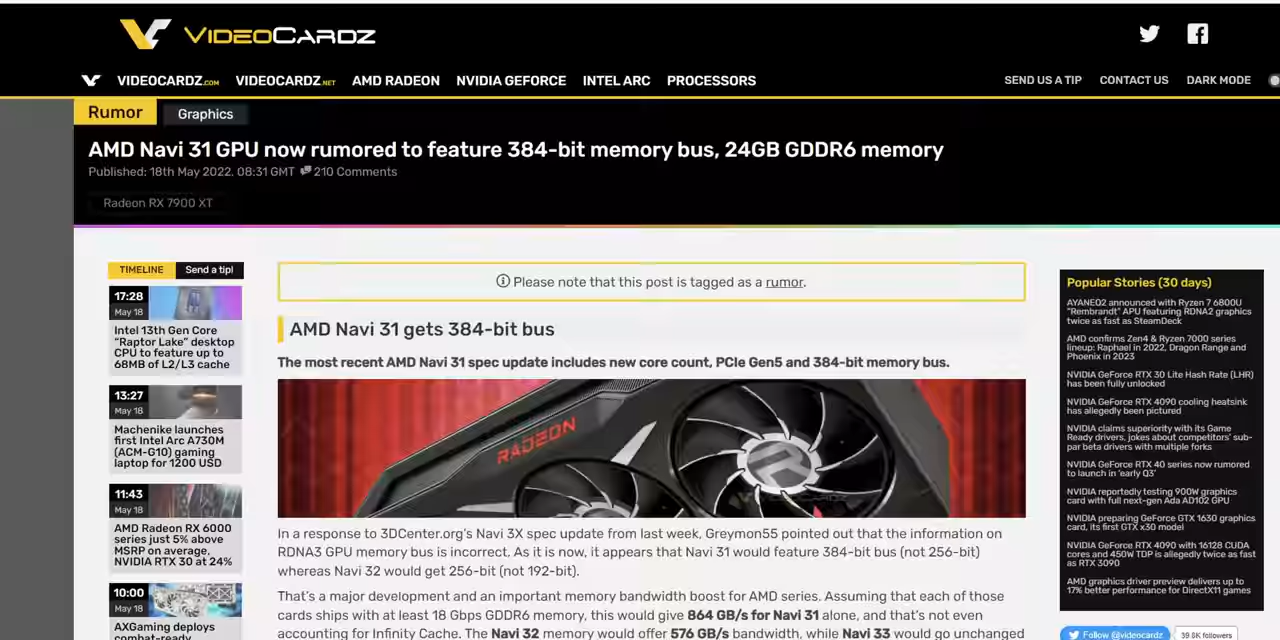 VIDEOCARDZ
VIDEOCARDZ.COM VIDEOCARDZ.NET AMD RADEON NVIDIA GEFORCE INTEL ARC PROCESSORS SEND US A TIP CONTACT US DARK MODE
Rumor Graphics
AMD Navi 31 GPU now rumored to feature 384-bit memory bus, 24GB GDDR6 memory
Published: 18th May 2022, 08:31 GMT 210 Comments
Radeon RX 7900 XT
TIMELINE Send a tip!
17:28
May 18
Intel 13th Gen Core
“Raptor Lake” desktop
CPU to feature up to
68MB of L2/L3 cache
13:27
May 18
Machenike launches
first Intel Arc A730M
(ACM-G10) gaming
laptop for 1200 USD
11:43
May 18
AMD Radeon RX 6000
series just 5% above
MSRP on average,
NVIDIA RTX 30 at 24%
10:00
May 18
AXGaming deploys
combat-ready
Please note that this post is tagged as a rumor.
AMD Navi 31 gets 384-bit bus
The most recent AMD Navi 31 spec update includes new core count, PCIe Gen5 and 384-bit memory bus.
RADEON
R
VIDEOCARDZ
In a response to 3DCenter.org's Navi 3X spec update from last week, Greymon55 pointed out that the information on
RDNA3 GPU memory bus is incorrect. As it is now, it appears that Navi 31 would feature 384-bit bus (not 256-bit)
whereas Navi 32 would get 256-bit (not 192-bit).
That's a major development and an important memory bandwidth boost for AMD series. Assuming that each of those
cards ships with at least 18 Gbps GDDR6 memory, this would give 864 GB/s for Navi 31 alone, and that's not even
accounting for Infinity Cache. The Navi 32 memory would offer 576 GB/s bandwidth, while Navi 33 would go unchanged
Popular Stories (30 days)
AYANEO2 announced with Ryzen 7 6800U
“Rembrandt” APU featuring RDNA2 graphics
twice as fast as SteamDeck
AMD confirms Zen4 & Ryzen 7000 series
lineup: Raphael in 2022, Dragon Range and
Phoenix in 2023
NVIDIA GeForce RTX 30 Lite Hash Rate (LHR)
has been fully unlocked
NVIDIA GeForce RTX 4090 cooling heatsink
has allegedly been pictured
NVIDIA claims superiority with its Game
Ready drivers, jokes about competitors' sub-
par beta drivers with multiple forks
NVIDIA GeForce RTX 40 series now rumored
to launch in 'early Q3'
NVIDIA reportedly testing 900W graphics
card with full next-gen Ada AD102 GPU
NVIDIA preparing GeForce GTX 1630 graphics
card, its first GTX x30 model
NVIDIA GeForce RTX 4090 with 16128 CUDA
cores and 450W TDP is allegedly twice as fast
as RTX 3090
AMD graphics driver preview delivers up to
17% better performance for DirectX11 games
Follow @videocardz 59.8K followers